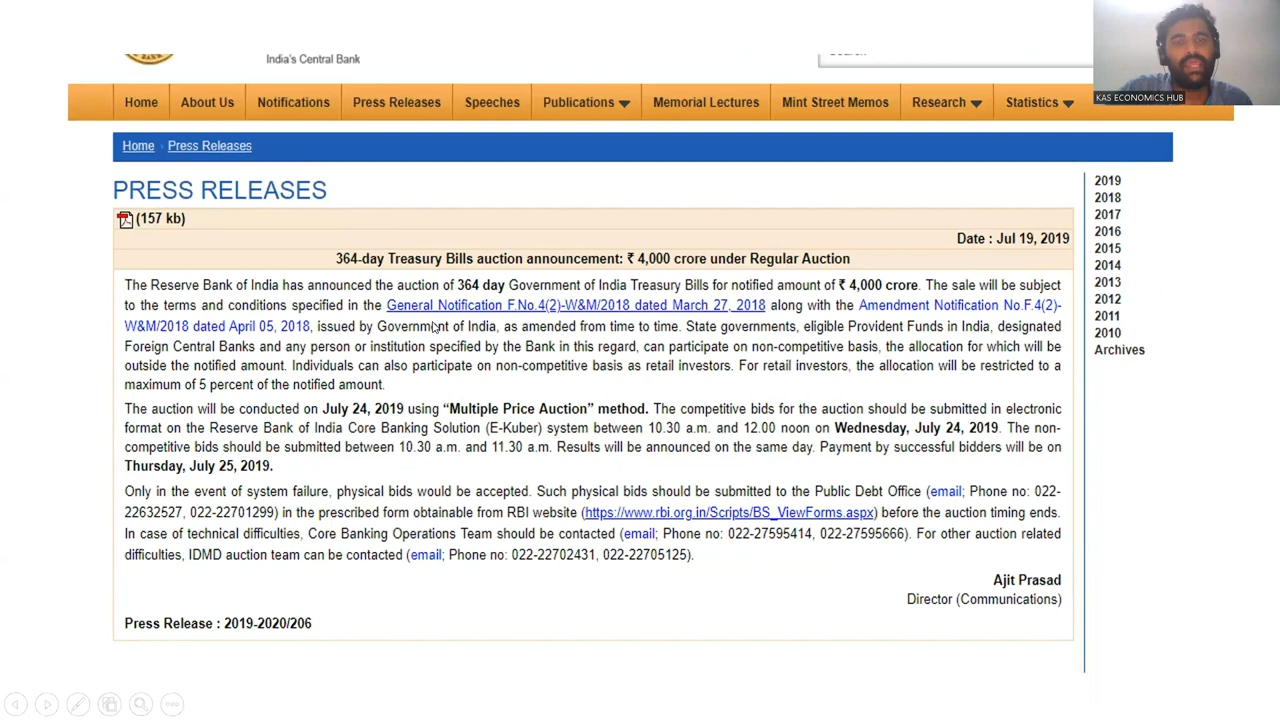 India's Central Bank
KAS ECONOMICS HUB
Home About Us Notifications Press Releases Speeches Publications Memorial Lectures Mint Street Memos Research Statistics
Home Press Releases
PRESS RELEASES
(157 kb)
Date : Jul 19, 2019
364-day Treasury Bills auction announcement: ₹ 4,000 crore under Regular Auction
The Reserve Bank of India has announced the auction of 364 day Government of India Treasury Bills for notified amount of ₹ 4,000 crore. The sale will be subject
to the terms and conditions specified in the General Notification F.No.4(2)-W&M/2018 dated March 27, 2018 along with the Amendment Notification No.F.4(2)-
W&M/2018 dated April 05, 2018, issued by Government of India, as amended from time to time. State governments, eligible Provident Funds in India, designated
Foreign Central Banks and any person or institution specified by the Bank in this regard, can participate on non-competitive basis, the allocation for which will be
outside the notified amount. Individuals can also participate on non-competitive basis as retail investors. For retail investors, the allocation will be restricted to a
maximum of 5 percent of the notified amount.
The auction will be conducted on July 24, 2019 using “Multiple Price Auction” method. The competitive bids for the auction should be submitted in electronic
format on the Reserve Bank of India Core Banking Solution (E-Kuber) system between 10.30 a.m. and 12.00 noon on Wednesday, July 24, 2019. The non-
competitive bids should be submitted between 10.30 a.m. and 11.30 a.m. Results will be announced on the same day. Payment by successful bidders will be on
Thursday, July 25, 2019.
Only in the event of system failure, physical bids would be accepted. Such physical bids should be submitted to the Public Debt Office (email; Phone no: 022-
22632527, 022-22701299) in the prescribed form obtainable from RBI website (https://www.rbi.org.in/Scripts/BS_ViewForms.aspx) before the auction timing ends.
In case of technical difficulties, Core Banking Operations Team should be contacted (email; Phone no: 022-27595414, 022-27595666). For other auction related
difficulties, IDMD auction team can be contacted (email; Phone no: 022-22702431, 022-22705125).
Ajit Prasad
Director (Communications)
Press Release : 2019-2020/206
2019
2018
2017
2016
2015
2014
2013
2012
2011
2010
Archives